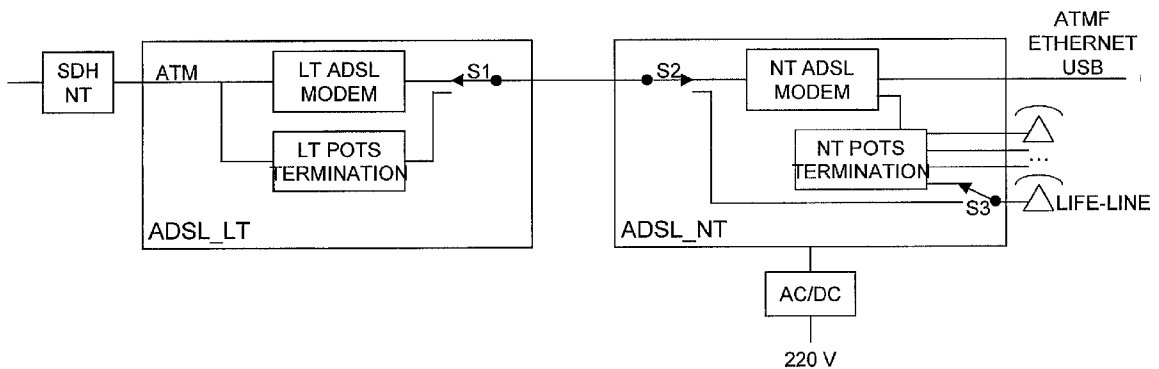 SDH
NT
ATM
LT ADSL
MODEM
S1
LT POTS
TERMINATION
ADSL_LT
S2
NT ADSL
MODEM
NT POTS
TERMINATION
S3
ADSL_NT
ATMF
ETHERNET
USB
...
LIFE-LINE
AC/DC
220 V